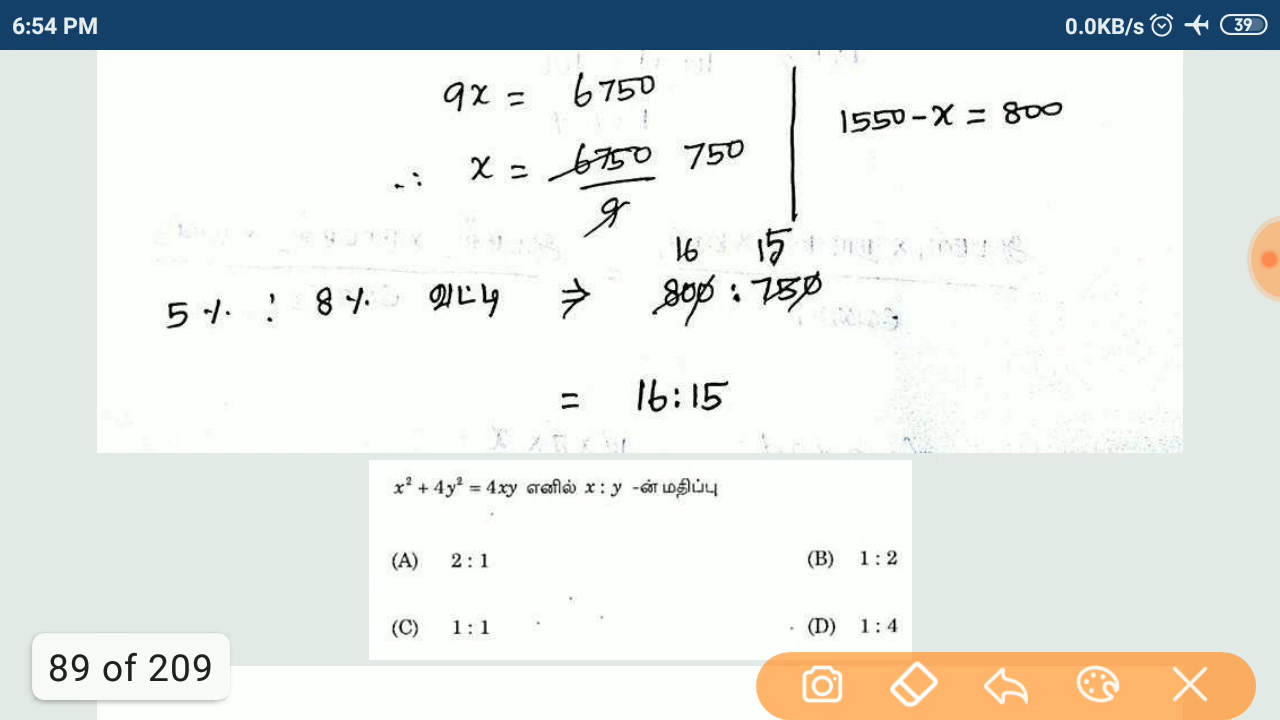 6:54 PM 0.0KB/s 39
9x = 6750
1550-x = 800
∴ x = 6750/9 750
16 15
5% : 8% வட்டி ⇒ 800 : 750
= 16:15
x² + 4y² = 4xy எனில் x : y -ன் மதிப்பு
(A) 2 : 1 (B) 1 : 2
(C) 1 : 1 (D) 1 : 4
89 of 209